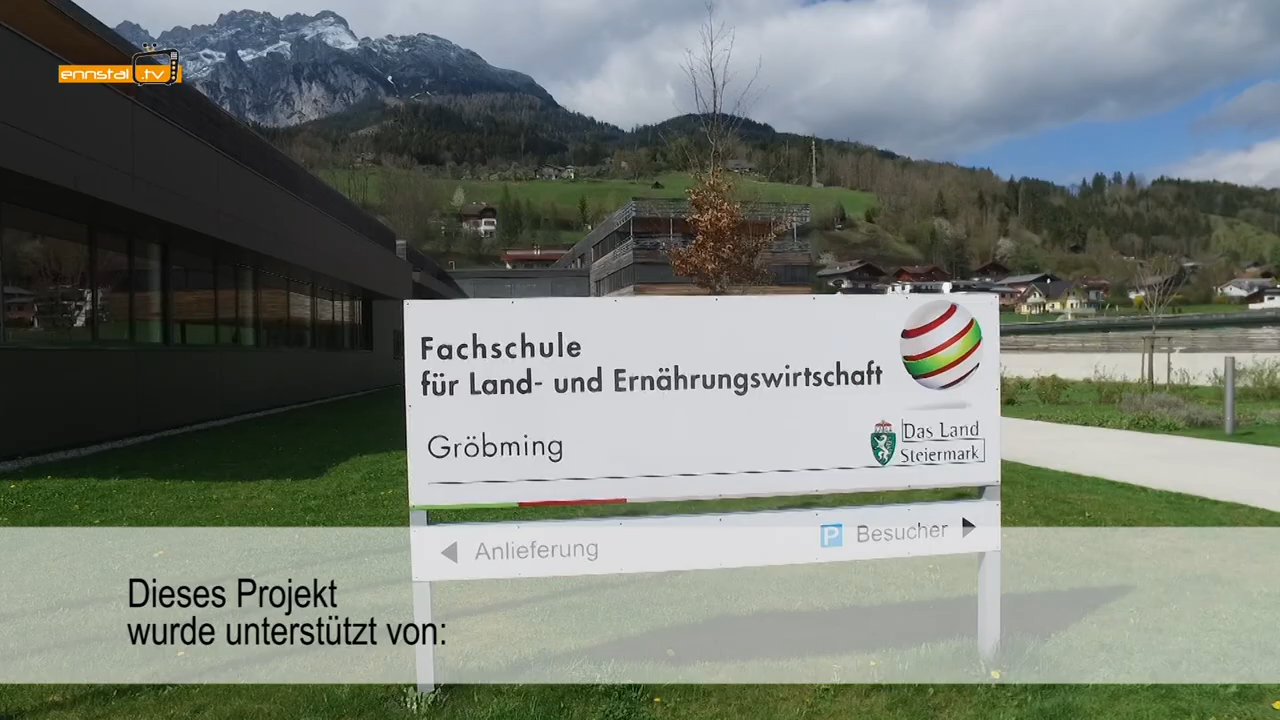 ennstal.tv
Fachschule
für Land- und Ernährungswirtschaft
Gröbming
Das Land
Steiermark
Anlieferung
P Besucher
Dieses Projekt
wurde unterstützt von: